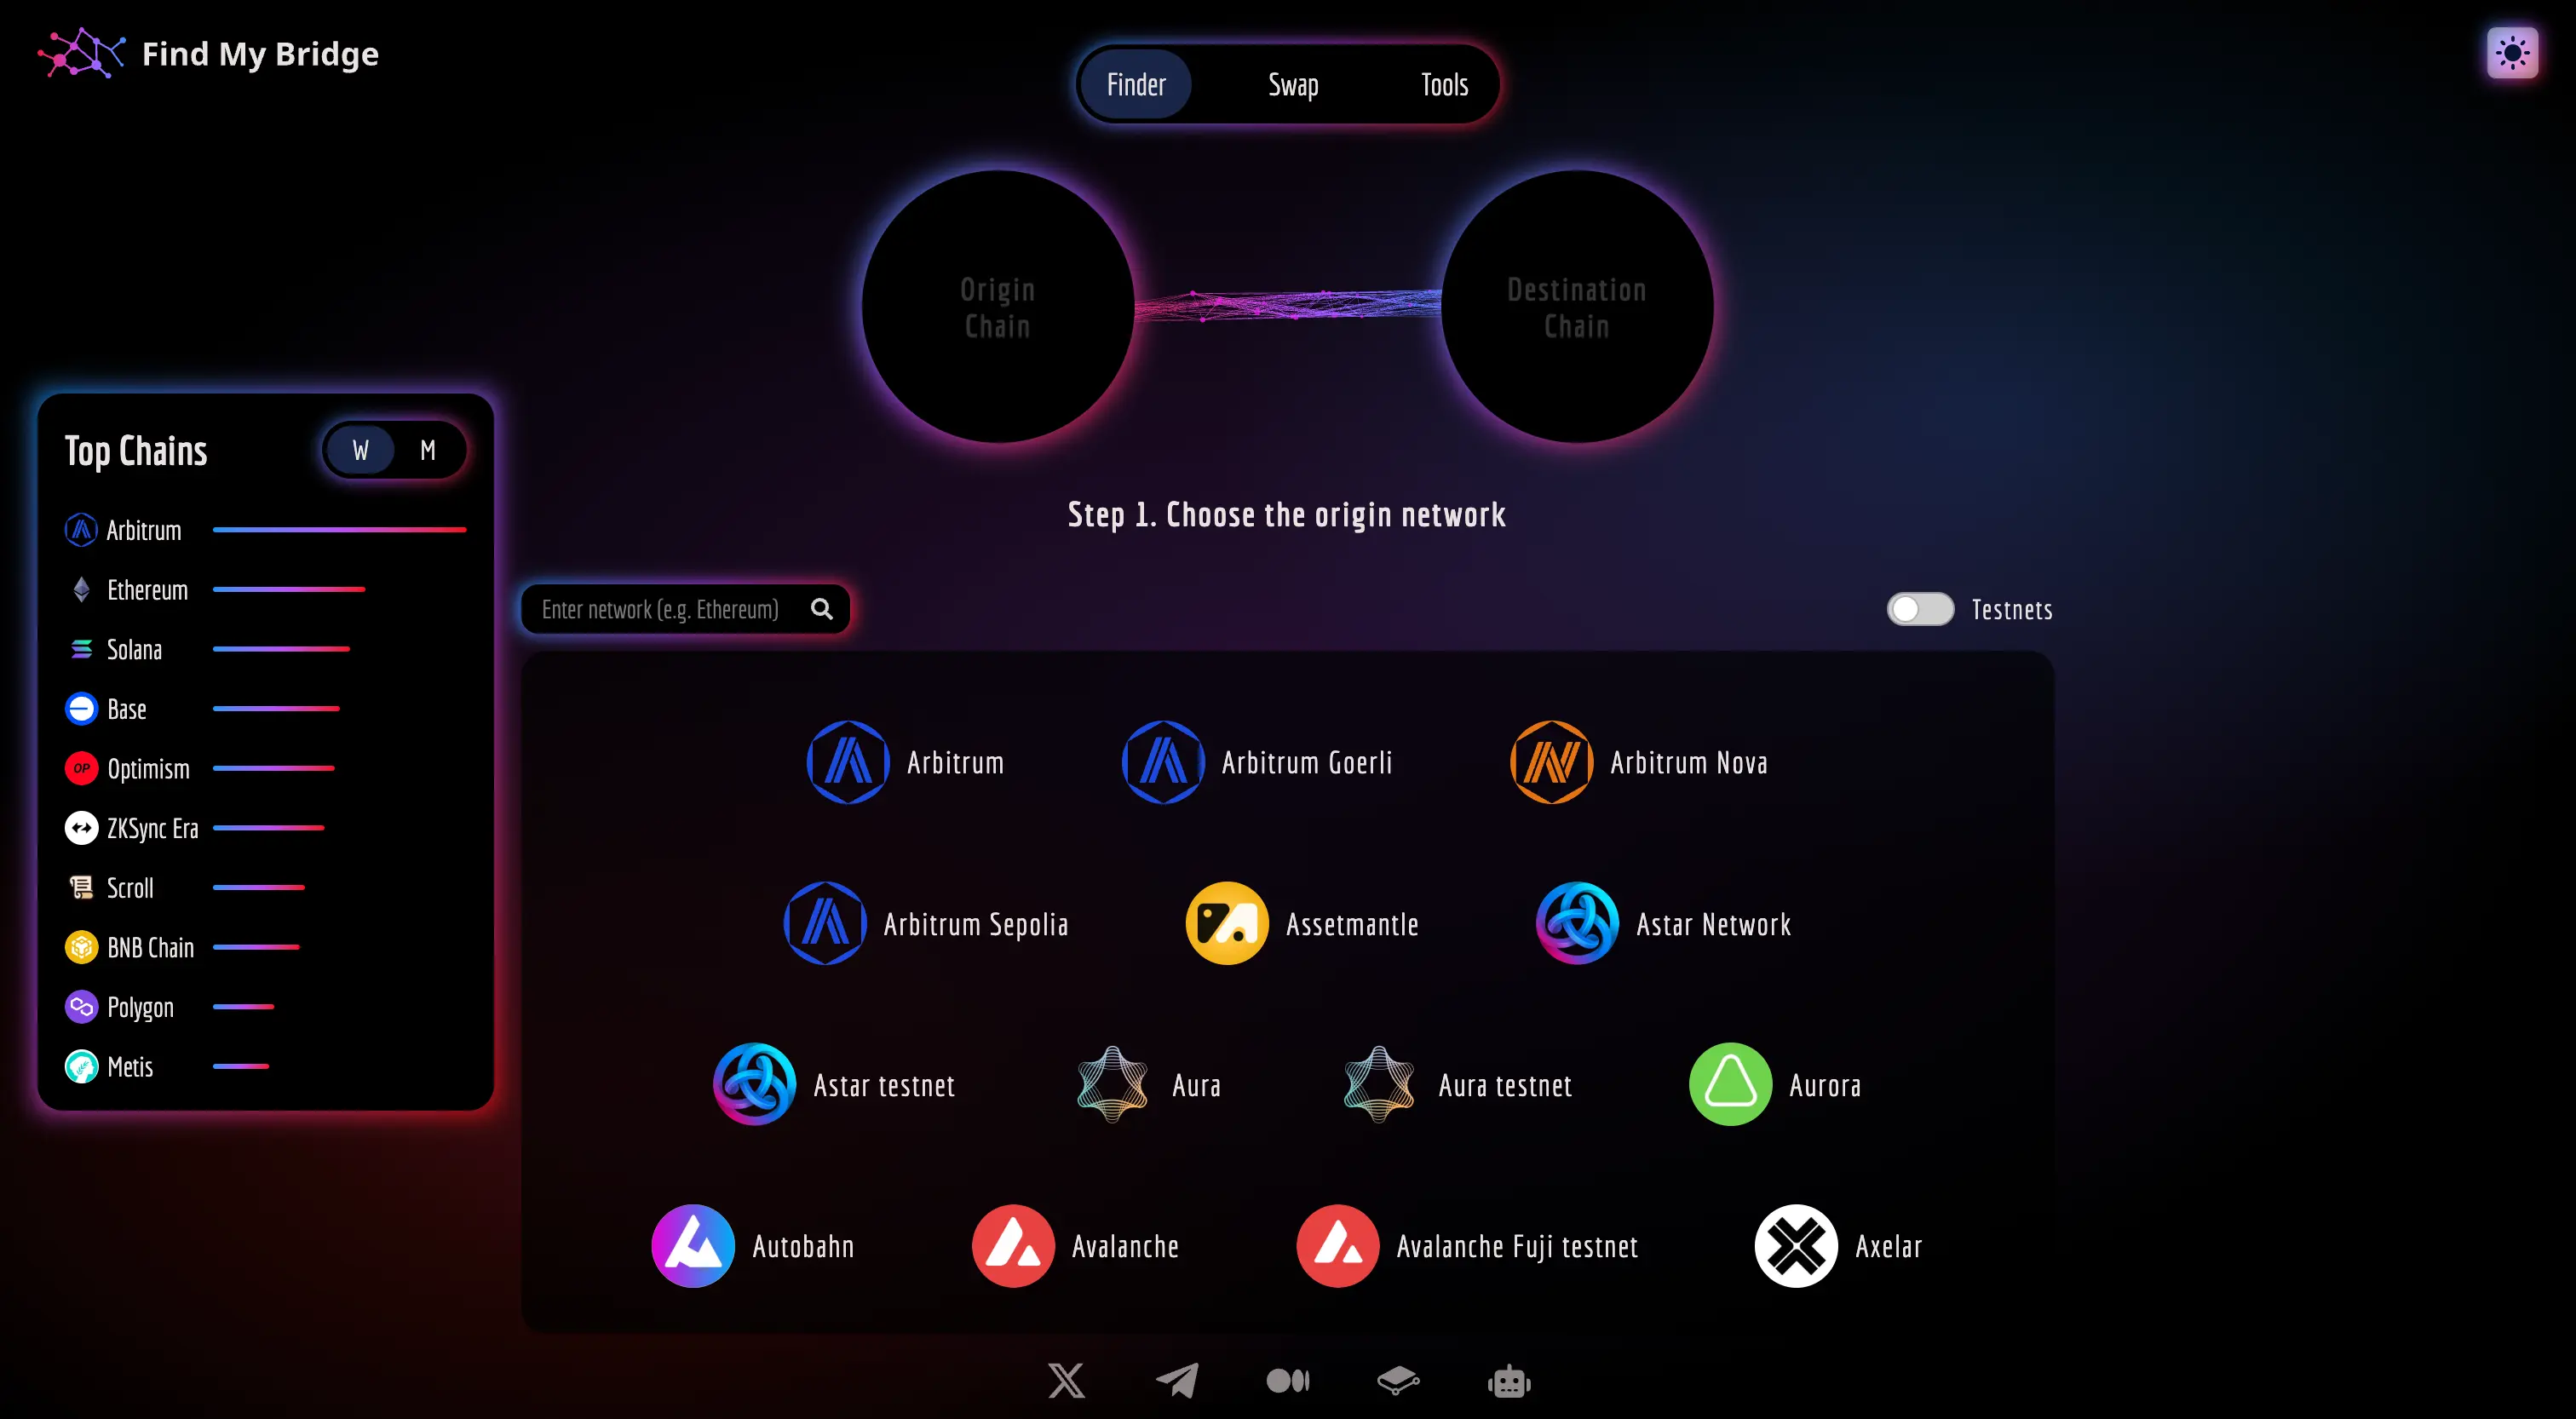 Find My Bridge
Finder
Swap
Tools
Origin
Chain
Destination
Chain
Top Chains
W
M
Arbitrum
Ethereum
Solana
Base
OP
Optimism
ZKSync Era
Scroll
BNB Chain
Polygon
Metis
Step 1. Choose the origin network
Enter network (e.g. Ethereum)
Testnets
Arbitrum
Arbitrum Goerli
Arbitrum Nova
Arbitrum Sepolia
Assetmantle
Astar Network
Astar testnet
Aura
Aura testnet
Aurora
Autobahn
Avalanche
Avalanche Fuji testnet
Axelar